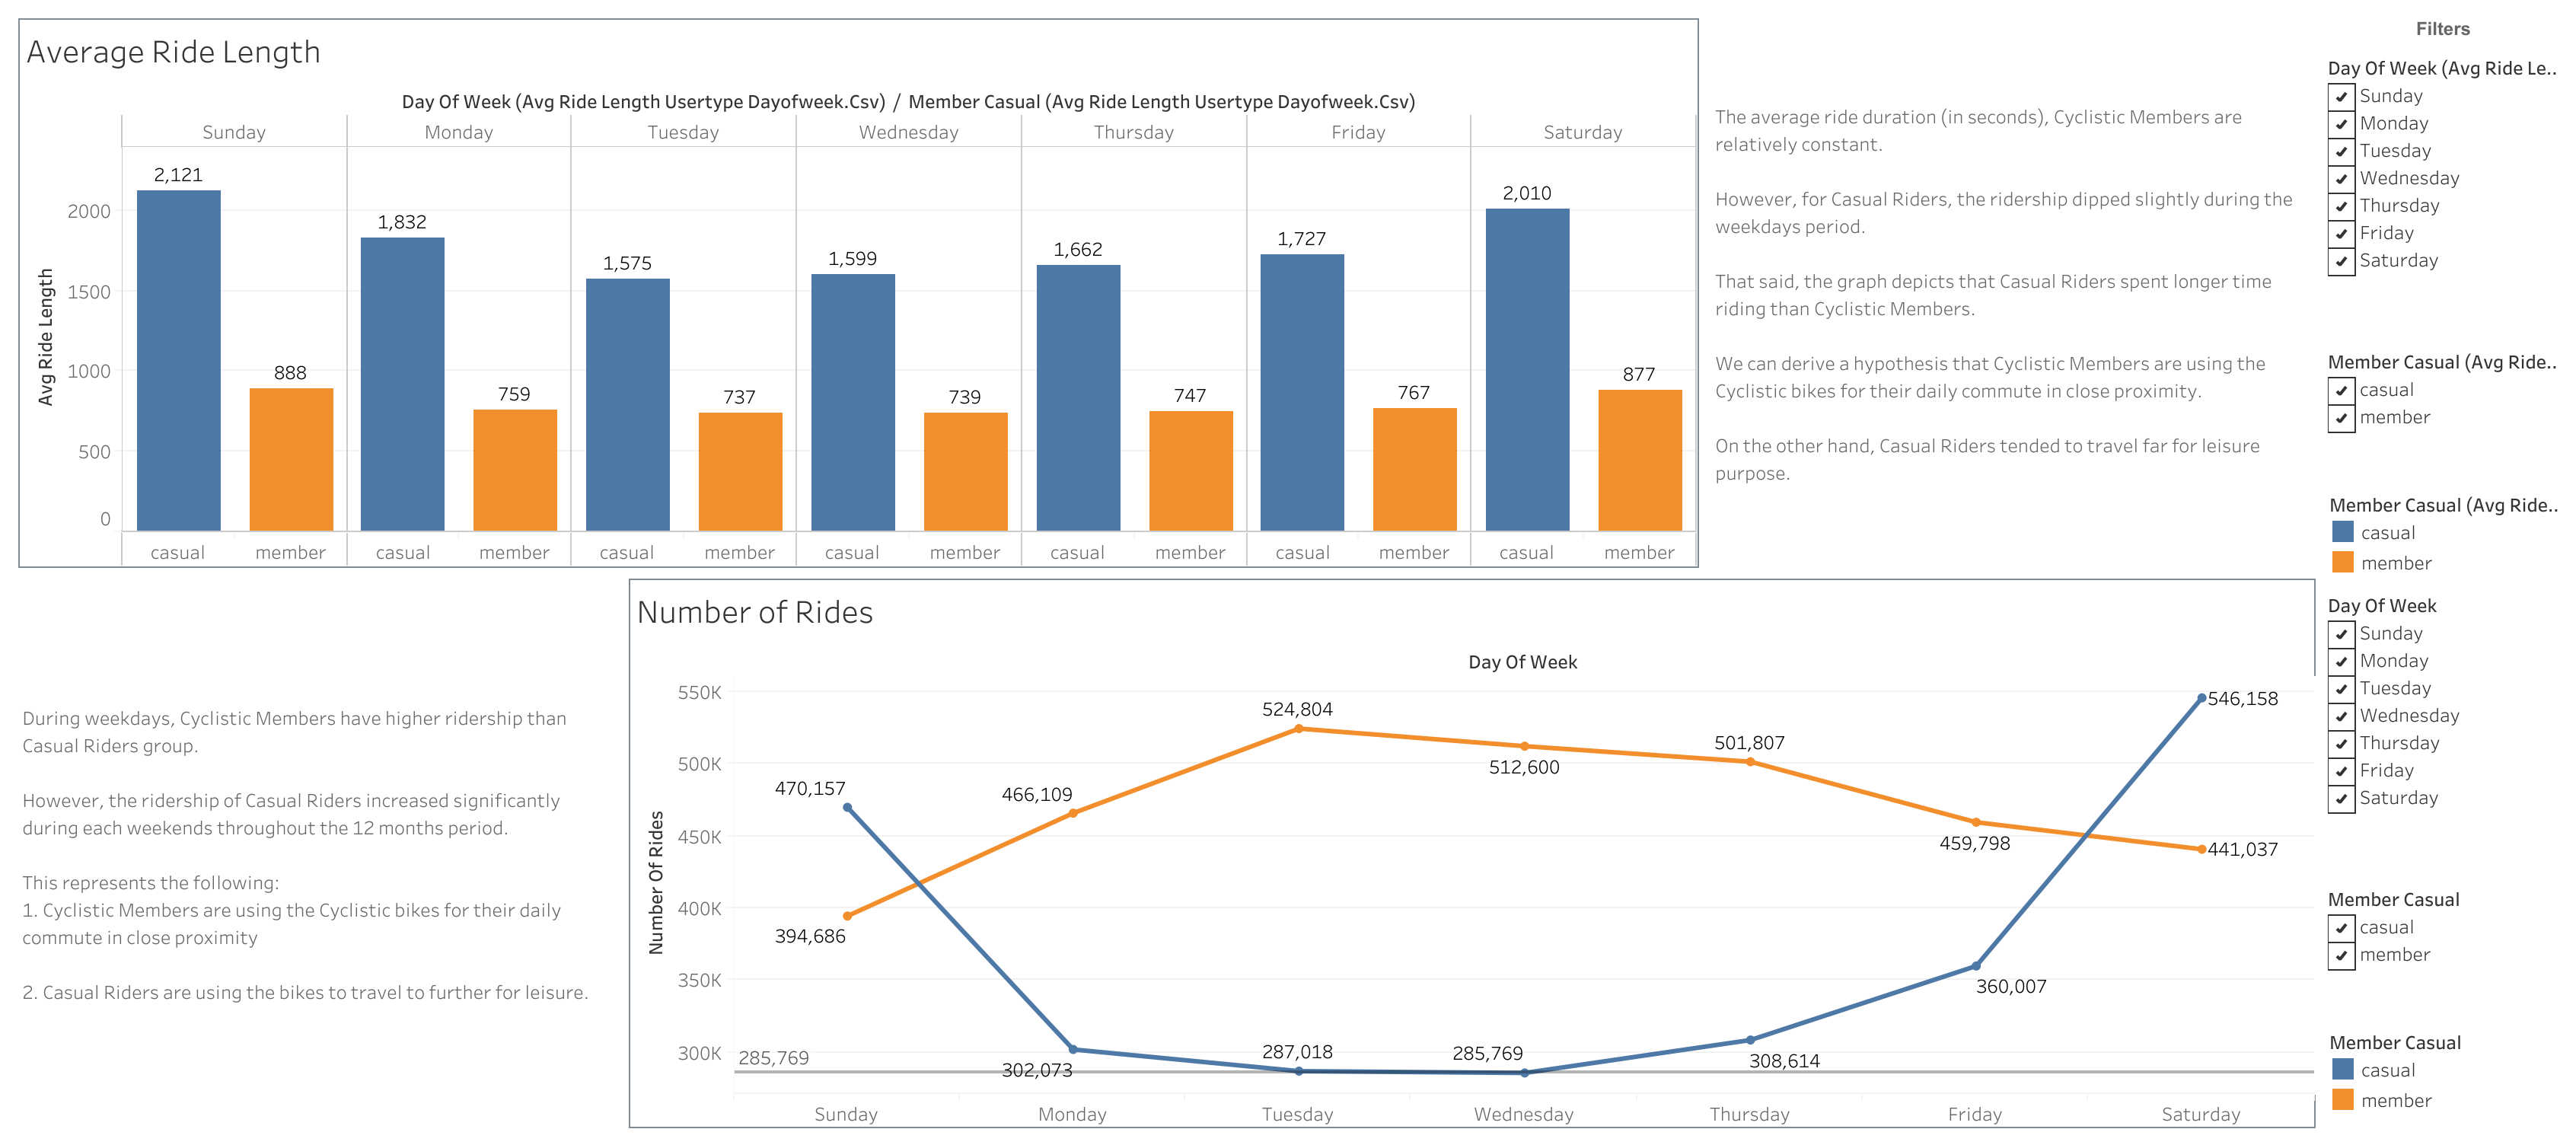 Average Ride Length
Day Of Week (Avg Ride Length Usertype Dayofweek.Csv) / Member Casual (Avg Ride Length Usertype Dayofweek.Csv)
Sunday Monday Tuesday Wednesday Thursday Friday Saturday
Avg Ride Length
2000
1500
1000
500
0
2,121
888
1,832
759
1,575
737
1,599
739
1,662
747
1,727
767
2,010
877
casual member casual member casual member casual member casual member casual member casual member
The average ride duration (in seconds), Cyclistic Members are
relatively constant.
However, for Casual Riders, the ridership dipped slightly during the
weekdays period.
That said, the graph depicts that Casual Riders spent longer time
riding than Cyclistic Members.
We can derive a hypothesis that Cyclistic Members are using the
Cyclistic bikes for their daily commute in close proximity.
On the other hand, Casual Riders tended to travel far for leisure
purpose.
Filters
Day Of Week (Avg Ride Le..
Sunday
Monday
Tuesday
Wednesday
Thursday
Friday
Saturday
Member Casual (Avg Ride..
casual
member
Member Casual (Avg Ride..
casual
member
During weekdays, Cyclistic Members have higher ridership than
Casual Riders group.
However, the ridership of Casual Riders increased significantly
during each weekends throughout the 12 months period.
This represents the following:
1. Cyclistic Members are using the Cyclistic bikes for their daily
commute in close proximity
2. Casual Riders are using the bikes to travel to further for leisure.
Number of Rides
Day Of Week
Number Of Rides
550K
500K
450K
400K
350K
300K
470,157
394,686
466,109
302,073
524,804
287,018
512,600
285,769
501,807
308,614
459,798
360,007
546,158
441,037
285,769
Sunday Monday Tuesday Wednesday Thursday Friday Saturday
Day Of Week
Sunday
Monday
Tuesday
Wednesday
Thursday
Friday
Saturday
Member Casual
casual
member
Member Casual
casual
member